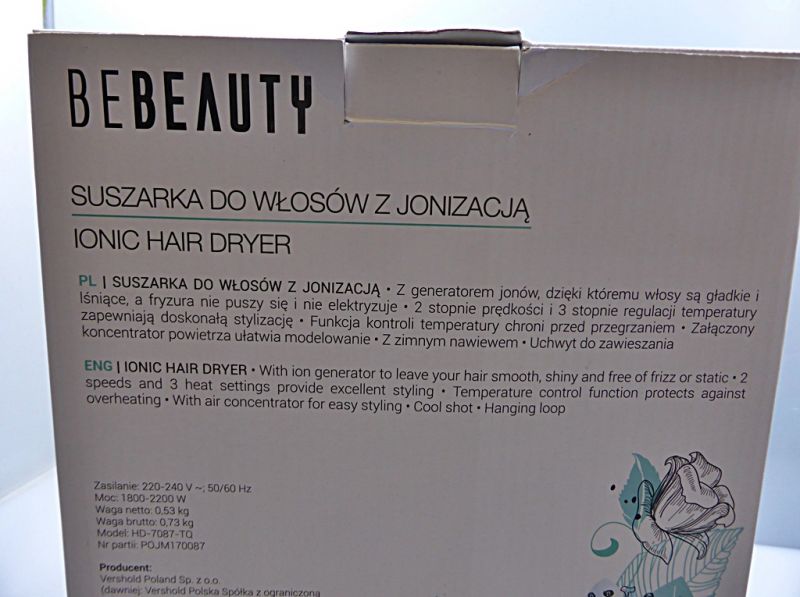 BEBEAUTY
SUSZARKA DO WŁOSÓW Z JONIZACJĄ
IONIC HAIR DRYER
PL | SUSZARKA DO WŁOSÓW Z JONIZACJĄ • Z generatorem jonów, dzięki któremu włosy są gładkie i
lśniące, a fryzura nie puszy się i nie elektryzuje • 2 stopnie prędkości i 3 stopnie regulacji temperatury
zapewniają doskonałą stylizację • Funkcja kontroli temperatury chroni przed przegrzaniem • Załączony
koncentrator powietrza ułatwia modelowanie • Z zimnym nawiewem • Uchwyt do zawieszania
ENG | IONIC HAIR DRYER • With ion generator to leave your hair smooth, shiny and free of frizz or static • 2
speeds and 3 heat settings provide excellent styling • Temperature control function protects against
overheating • With air concentrator for easy styling • Cool shot • Hanging loop
Zasilanie: 220-240 V ~; 50/60 Hz
Moc: 1800-2200 W
Waga netto: 0,53 kg
Waga brutto: 0,73 kg
Model: HD-7087-TQ
Nr partii: POJM170087
Producent:
Vershold Poland Sp. z o.o.
(dawniej: Vershold Polska Spółka z ograniczoną